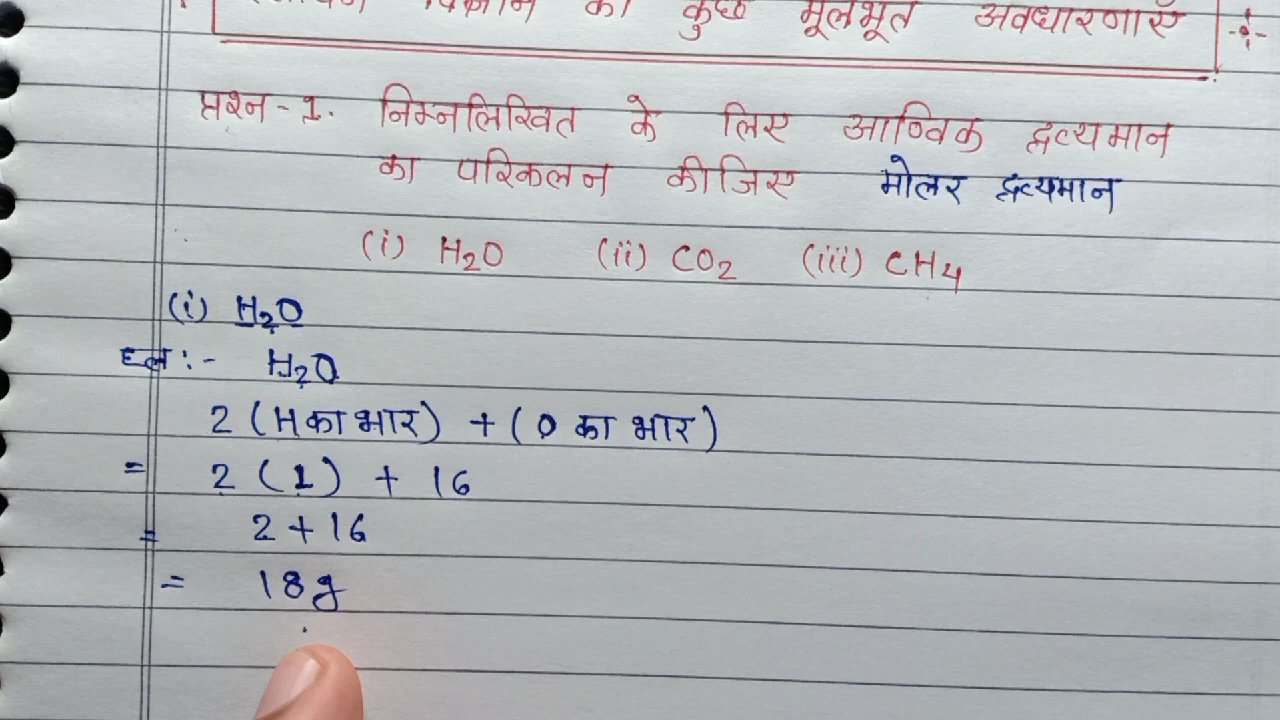 का कुछ मूलभूत अवधारणाएँ
प्रश्न-1. निम्नलिखित के लिए आण्विक द्रव्यमान
का परिकलन कीजिए मोलर द्रव्यमान
(i) H₂O (ii) CO₂ (iii) CH₄
(i) H₂O
हल :- H₂O
2 (H का भार) + (O का भार)
= 2 (1) + 16
= 2 + 16
= 18g